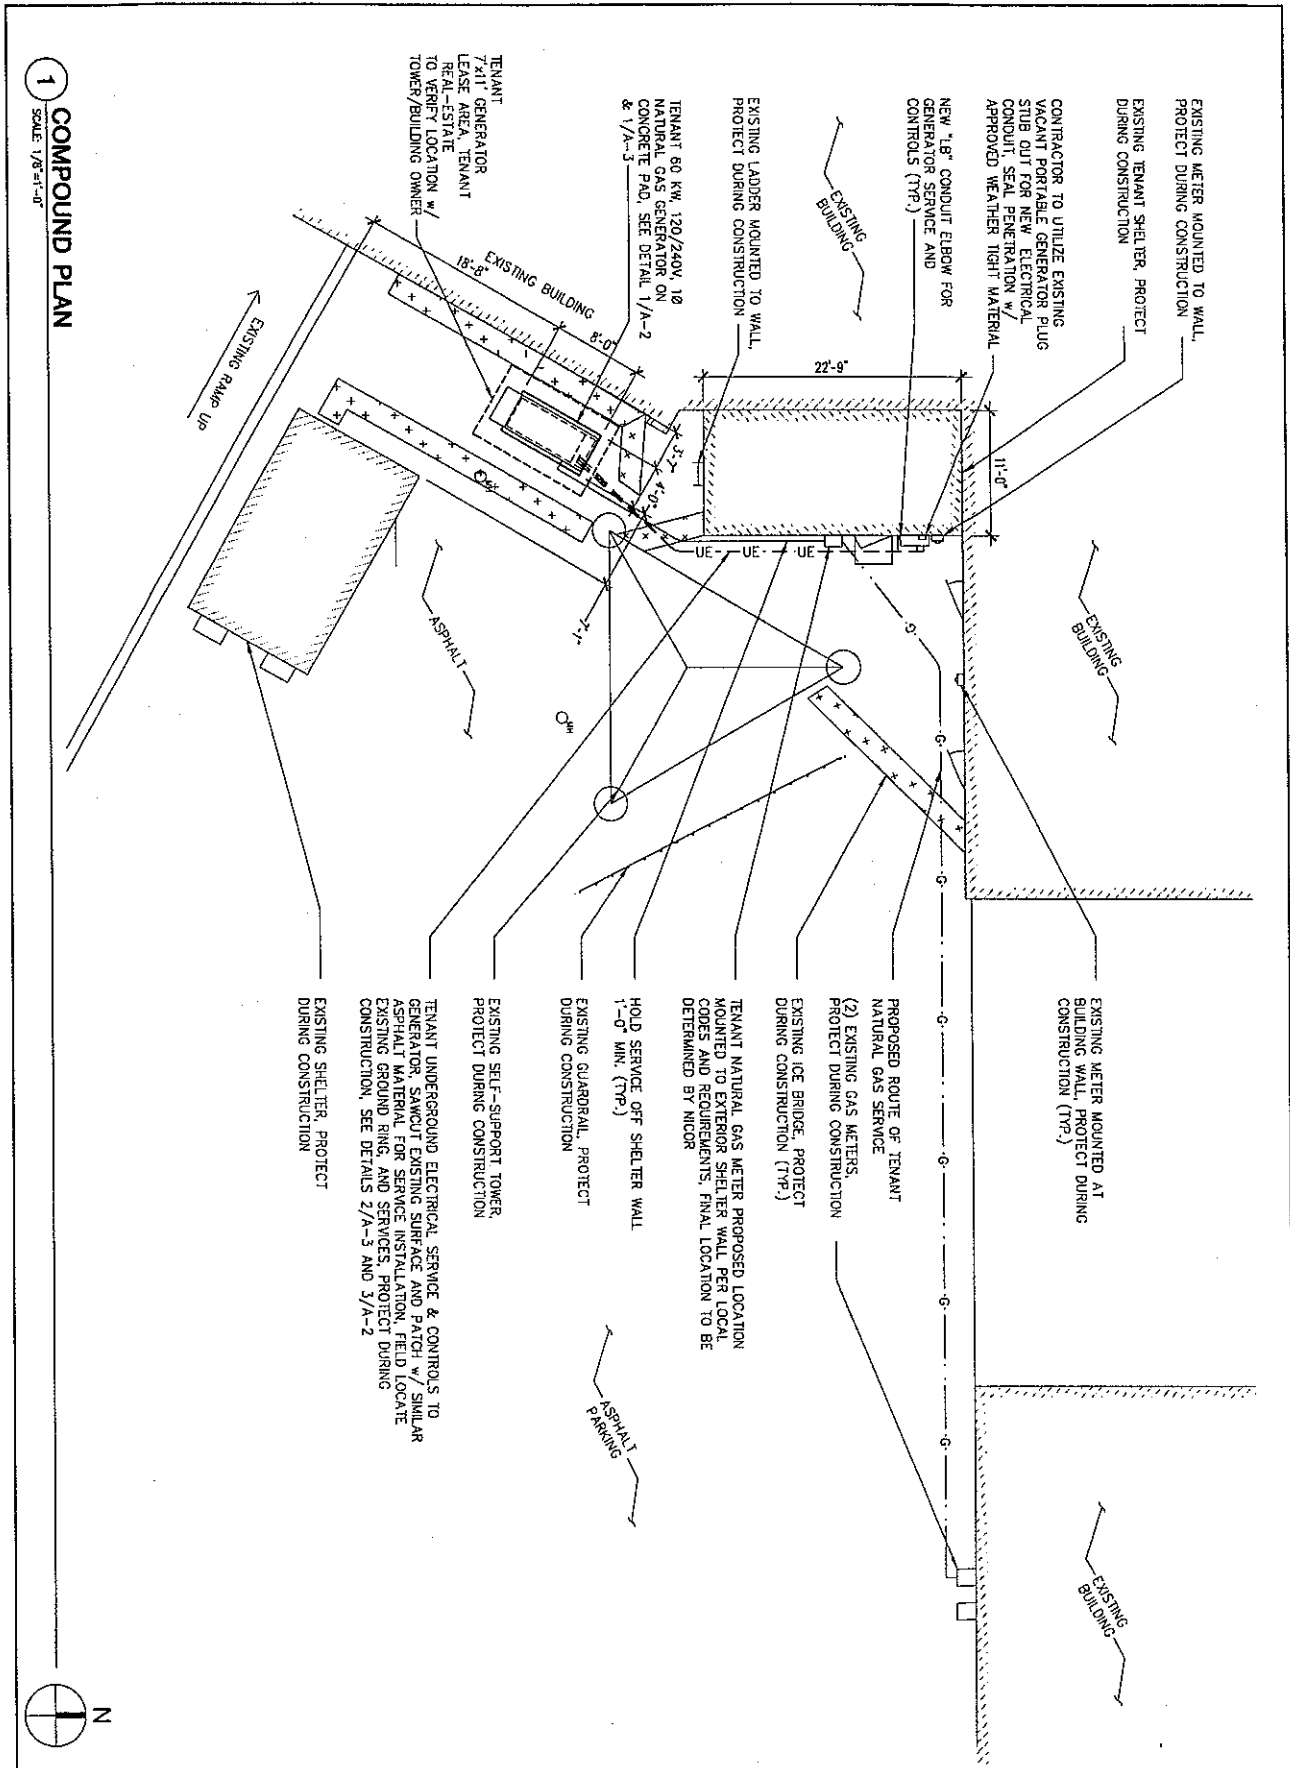 EXISTING METER MOUNTED TO WALL,
PROTECT DURING CONSTRUCTION
EXISTING TENANT SHELTER, PROTECT
DURING CONSTRUCTION
CONTRACTOR TO UTILIZE EXISTING
VACANT PORTABLE GENERATOR PLUG
STUB OUT FOR NEW ELECTRICAL
CONDUIT, SEAL PENETRATION w/
APPROVED WEATHER TIGHT MATERIAL
NEW "LB" CONDUIT ELBOW FOR
GENERATOR SERVICE AND
CONTROLS (TYP.)
EXISTING
BUILDING
EXISTING LADDER MOUNTED TO WALL,
PROTECT DURING CONSTRUCTION
TENANT 60 KW, 120/240V, 1Ø
NATURAL GAS GENERATOR ON
CONCRETE PAD, SEE DETAIL 1/A-2
& 1/A-3
TENANT
7'x11' GENERATOR
LEASE AREA, TENANT
REAL-ESTATE
TO VERIFY LOCATION w/
TOWER/BUILDING OWNER
EXISTING BUILDING
18'-8"
8'-0"
22'-9"
11'-0"
3'-2"
4'-0"
7'-1"
EXISTING RAMP UP
UE
UE
UE
G
G
G
G
G
G
G
MH
MH
ASPHALT
EXISTING
BUILDING
EXISTING METER MOUNTED AT
BUILDING WALL, PROTECT DURING
CONSTRUCTION (TYP.)
PROPOSED ROUTE OF TENANT
NATURAL GAS SERVICE
(2) EXISTING GAS METERS,
PROTECT DURING CONSTRUCTION
EXISTING ICE BRIDGE, PROTECT
DURING CONSTRUCTION (TYP.)
TENANT NATURAL GAS METER PROPOSED LOCATION
MOUNTED TO EXTERIOR SHELTER WALL PER LOCAL
CODES AND REQUIREMENTS, FINAL LOCATION TO BE
DETERMINED BY NICOR
HOLD SERVICE OFF SHELTER WALL
1'-0" MIN. (TYP.)
EXISTING GUARDRAIL, PROTECT
DURING CONSTRUCTION
EXISTING SELF-SUPPORT TOWER,
PROTECT DURING CONSTRUCTION
TENANT UNDERGROUND ELECTRICAL SERVICE & CONTROLS TO
GENERATOR, SAWCUT EXISTING SURFACE AND PATCH w/ SIMILAR
ASPHALT MATERIAL FOR SERVICE INSTALLATION, FIELD LOCATE
EXISTING GROUND RING, AND SERVICES, PROTECT DURING
CONSTRUCTION, SEE DETAILS 2/A-3 AND 3/A-2
EXISTING SHELTER, PROTECT
DURING CONSTRUCTION
ASPHALT
PARKING
EXISTING
BUILDING
1
COMPOUND PLAN
SCALE: 1/8"=1'-0"
N